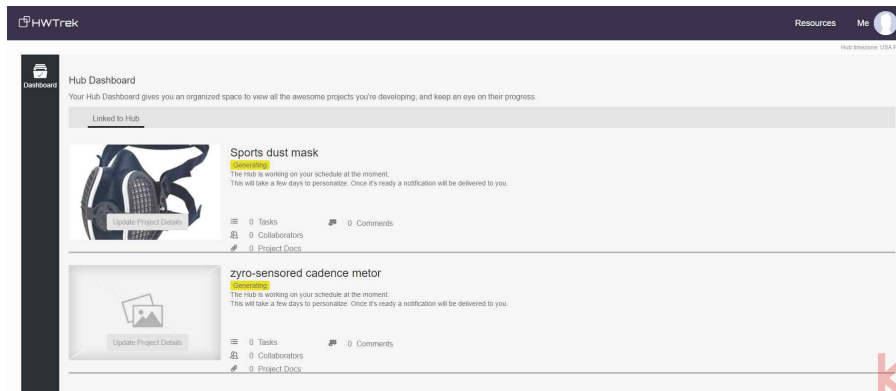 HWTrek
Resources Me
Hub timezone: USA P
Dashboard
Hub Dashboard
Your Hub Dashboard gives you an organized space to view all the awesome projects you're developing, and keep an eye on their progress.
Linked to Hub
Sports dust mask
Generating
The Hub is working on your schedule at the moment.
This will take a few days to personalize. Once it's ready a notification will be delivered to you.
Update Project Details
0 Tasks
0 Comments
0 Collaborators
0 Project Docs
zyro-sensored cadence metor
Generating
The Hub is working on your schedule at the moment.
This will take a few days to personalize. Once it's ready a notification will be delivered to you.
Update Project Details
0 Tasks
0 Comments
0 Collaborators
0 Project Docs
k